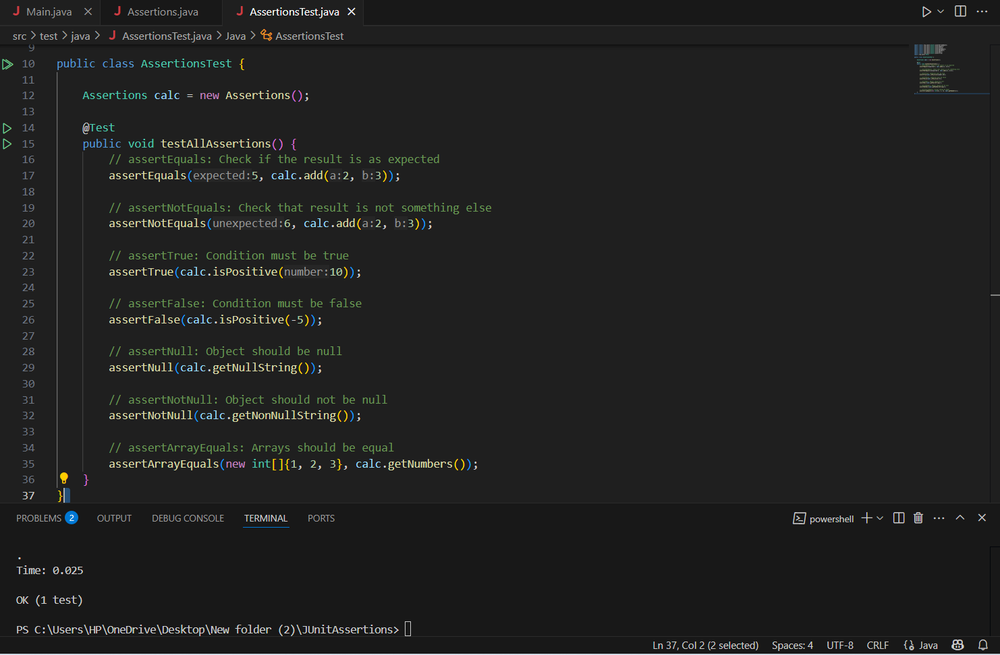 J Main.java × J Assertions.java J AssertionsTest.java ×
src > test > java > J AssertionsTest.java > Java > AssertionsTest
9
10 public class AssertionsTest {
11
12 Assertions calc = new Assertions();
13
14 @Test
15 public void testAllAssertions() {
16 // assertEquals: Check if the result is as expected
17 assertEquals(expected:5, calc.add(a:2, b:3));
18
19 // assertNotEquals: Check that result is not something else
20 assertNotEquals(unexpected:6, calc.add(a:2, b:3));
21
22 // assertTrue: Condition must be true
23 assertTrue(calc.isPositive(number:10));
24
25 // assertFalse: Condition must be false
26 assertFalse(calc.isPositive(-5));
27
28 // assertNull: Object should be null
29 assertNull(calc.getNullString());
30
31 // assertNotNull: Object should not be null
32 assertNotNull(calc.getNonNullString());
33
34 // assertArrayEquals: Arrays should be equal
35 assertArrayEquals(new int[]{1, 2, 3}, calc.getNumbers());
36 }
37 }
PROBLEMS 2 OUTPUT DEBUG CONSOLE TERMINAL PORTS powershell
.
Time: 0.025
OK (1 test)
PS C:\Users\HP\OneDrive\Desktop\New folder (2)\JUnitAssertions>
Ln 37, Col 2 (2 selected) Spaces: 4 UTF-8 CRLF Java